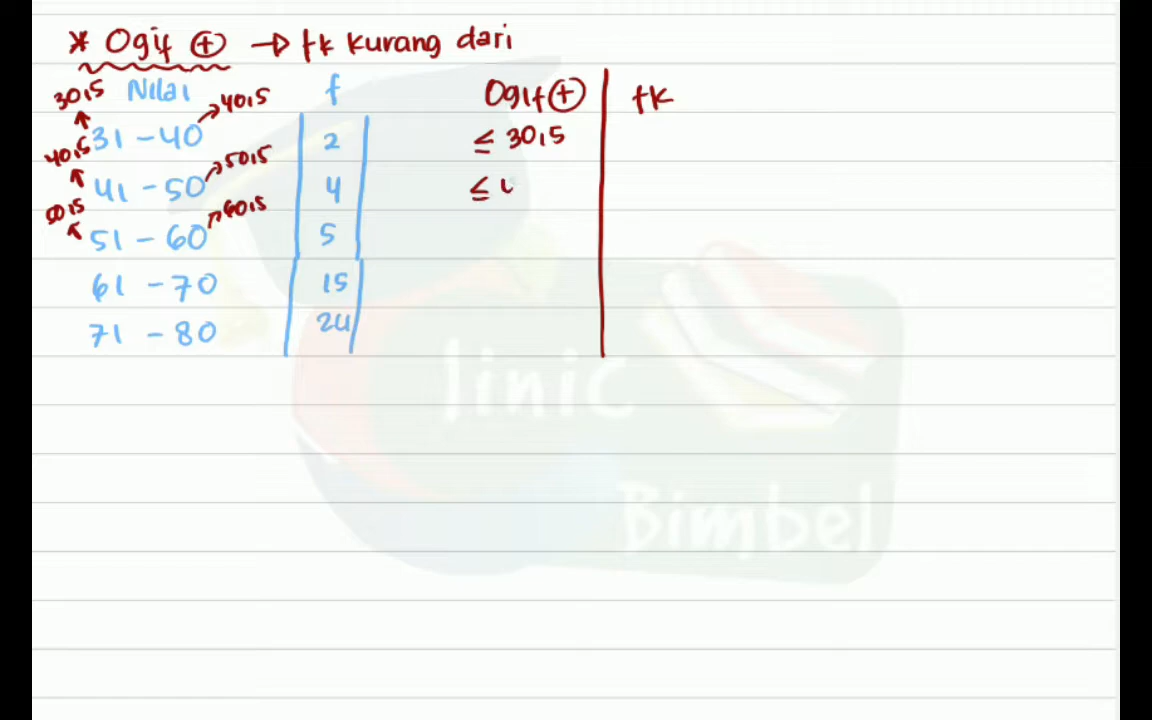 * Ogif ⊕ → fk kurang dari
Nilai f Ogif ⊕ fk
30,5 31 - 40 40,5 2 ≤ 30,5
40,5 41 - 50 50,5 4 ≤
51 - 60 60,5 5
61 - 70 15
71 - 80 24
JiniC
Bimbel